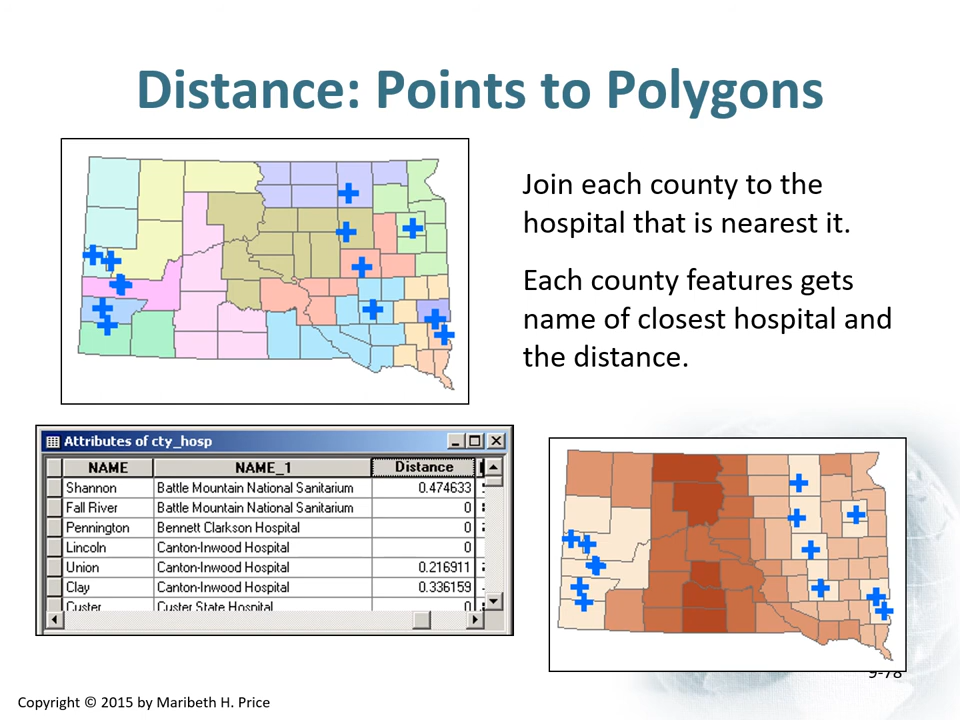 Distance: Points to Polygons
Join each county to the
hospital that is nearest it.
Each county features gets
name of closest hospital and
the distance.
Attributes of cty_hosp
NAME NAME_1 Distance
Shannon Battle Mountain National Sanitarium 0.474633
Fall River Battle Mountain National Sanitarium 0
Pennington Bennett Clarkson Hospital 0
Lincoln Canton-Inwood Hospital 0
Union Canton-Inwood Hospital 0.216911
Clay Canton-Inwood Hospital 0.336159
Custer Custer State Hospital 0
9-78
Copyright © 2015 by Maribeth H. Price